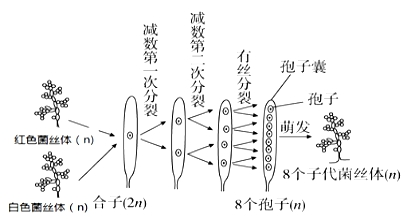 减数第一次分裂
减数第二次分裂
有丝分裂
孢子囊
孢子
萌发
红色菌丝体（n）
白色菌丝体（n）
合子(2n)
8个孢子(n)
8个子代菌丝体(n)